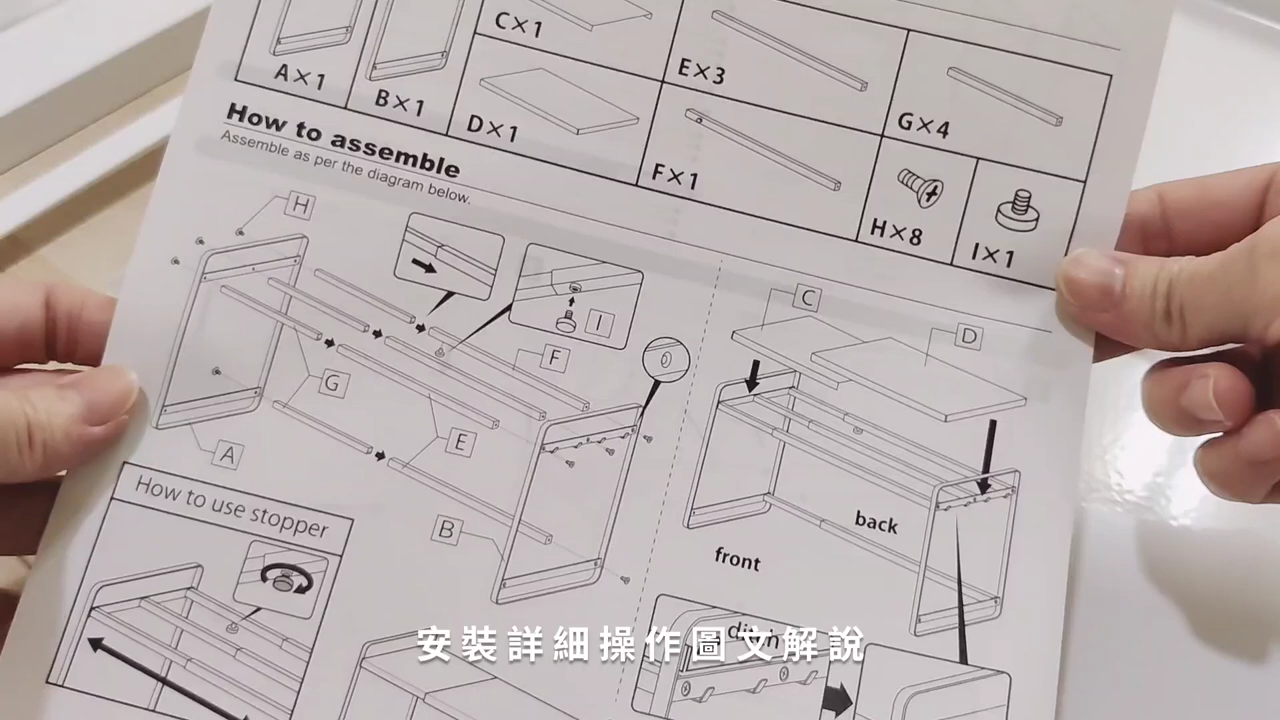 C×1
E×3
G×4
A×1
B×1
D×1
F×1
H×8
I×1
How to assemble
Assemble as per the diagram below.
H
I
F
G
E
A
B
C
D
back
front
How to use stopper
安裝詳細操作圖文解說